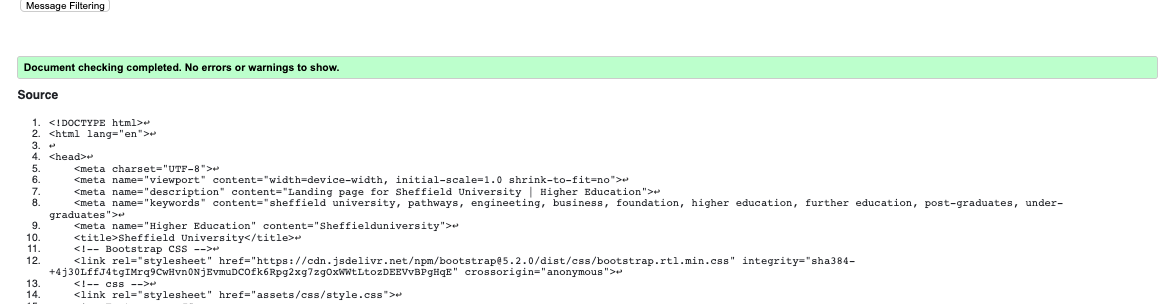 Message Filtering
Document checking completed. No errors or warnings to show.
Source
1. <!DOCTYPE html>↩
2. <html lang="en">↩
3. ↩
4. <head>↩
5. <meta charset="UTF-8">↩
6. <meta name="viewport" content="width=device-width, initial-scale=1.0 shrink-to-fit=no">↩
7. <meta name="description" content="Landing page for Sheffield University | Higher Education">↩
8. <meta name="keywords" content="sheffield university, pathways, engineering, business, foundation, higher education, further education, post-graduates, under-
graduates">↩
9. <meta name="Higher Education" content="Sheffielduniversity">↩
10. <title>Sheffield University</title>↩
11. <!-- Bootstrap CSS -->↩
12. <link rel="stylesheet" href="https://cdn.jsdelivr.net/npm/bootstrap@5.2.0/dist/css/bootstrap.rtl.min.css" integrity="sha384-
+4j30LffJ4tgIMrq9CwHvn0NjEvmuDCOfk6Rpg2xg7zgOxWWtLtozDEEVvBPgHqE" crossorigin="anonymous">↩
13. <!-- css -->↩
14. <link rel="stylesheet" href="assets/css/style.css">↩